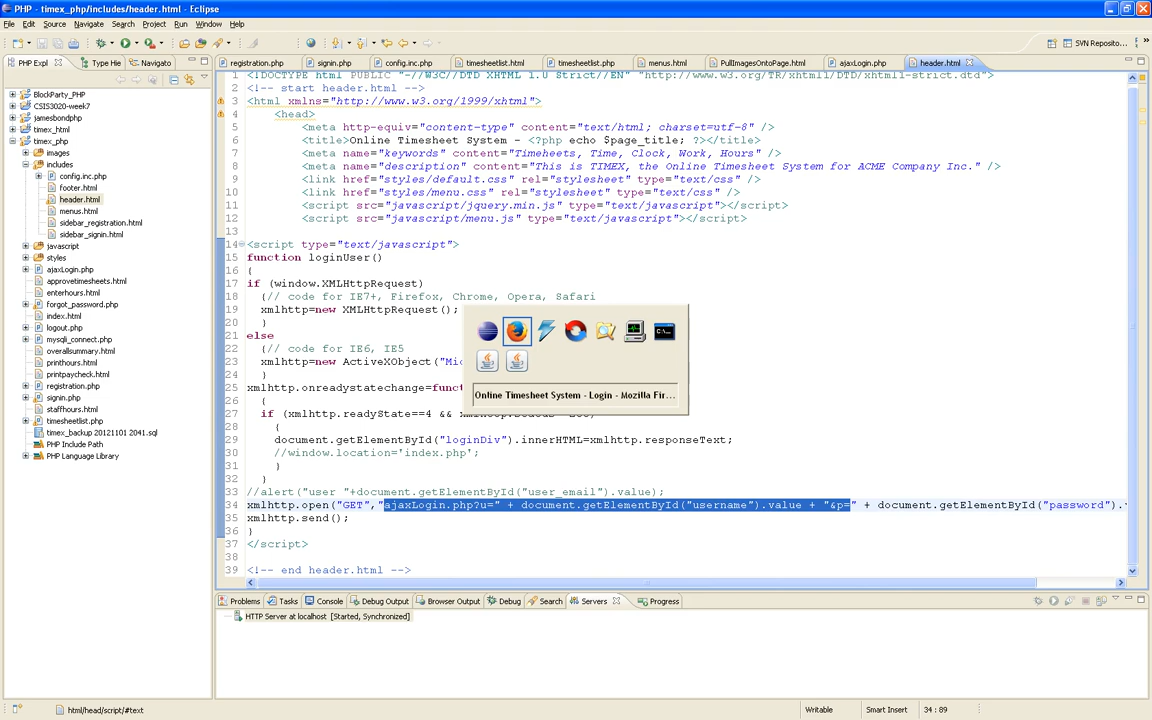 PHP - timex_php/includes/header.html - Eclipse
File Edit Source Navigate Search Project Run Window Help
SVN Reposito...
PHP Expl Type Hie Navigato
registration.php signin.php config.inc.php timesheetlist.html timesheetlist.php menus.html PullImagesOntoPage.html ajaxLogin.php header.html
BlockParty_PHP
CSIS3020-week7
jamesbondphp
timex_html
timex_php
images
includes
config.inc.php
footer.html
header.html
menus.html
sidebar_registration.html
sidebar_signin.html
javascript
styles
ajaxLogin.php
approvetimesheets.html
enterhours.html
forgot_password.php
index.html
logout.php
mysqli_connect.php
overallsummary.html
printhours.html
printpaycheck.html
registration.php
signin.php
staffhours.html
timesheetlist.php
timex_backup 20121101 2041.sql
PHP Include Path
PHP Language Library
1 <!DOCTYPE html PUBLIC "-//W3C//DTD XHTML 1.0 Strict//EN" "http://www.w3.org/TR/xhtml1/DTD/xhtml1-strict.dtd">
2 <!-- start header.html -->
3 <html xmlns="http://www.w3.org/1999/xhtml">
4 <head>
5 <meta http-equiv="content-type" content="text/html; charset=utf-8" />
6 <title>Online Timesheet System - <?php echo $page_title; ?></title>
7 <meta name="keywords" content="Timeheets, Time, Clock, Work, Hours" />
8 <meta name="description" content="This is TIMEX, the Online Timesheet System for ACME Company Inc." />
9 <link href="styles/default.css" rel="stylesheet" type="text/css" />
10 <link href="styles/menu.css" rel="stylesheet" type="text/css" />
11 <script src="javascript/jquery.min.js" type="text/javascript"></script>
12 <script src="javascript/menu.js" type="text/javascript"></script>
13
14 <script type="text/javascript">
15 function loginUser()
16 {
17 if (window.XMLHttpRequest)
18 {// code for IE7+, Firefox, Chrome, Opera, Safari
19 xmlhttp=new XMLHttpRequest();
20 }
21 else
22 {// code for IE6, IE5
23 xmlhttp=new ActiveXObject("Mic
24 }
25 xmlhttp.onreadystatechange=funct
26 {
27 if (xmlhttp.readyState==4 &&
28 {
29 document.getElementById("loginDiv").innerHTML=xmlhttp.responseText;
30 //window.location='index.php';
31 }
32 }
33 //alert("user "+document.getElementById("user_email").value);
34 xmlhttp.open("GET","ajaxLogin.php?u=" + document.getElementById("username").value + "&p=" + document.getElementById("password").
35 xmlhttp.send();
36 }
37 </script>
38
39 <!-- end header.html -->
Online Timesheet System - Login - Mozilla Fir...
Problems Tasks Console Debug Output Browser Output Debug Search Servers Progress
HTTP Server at localhost [Started, Synchronized]
html/head/script/#text Writable Smart Insert 34 : 89